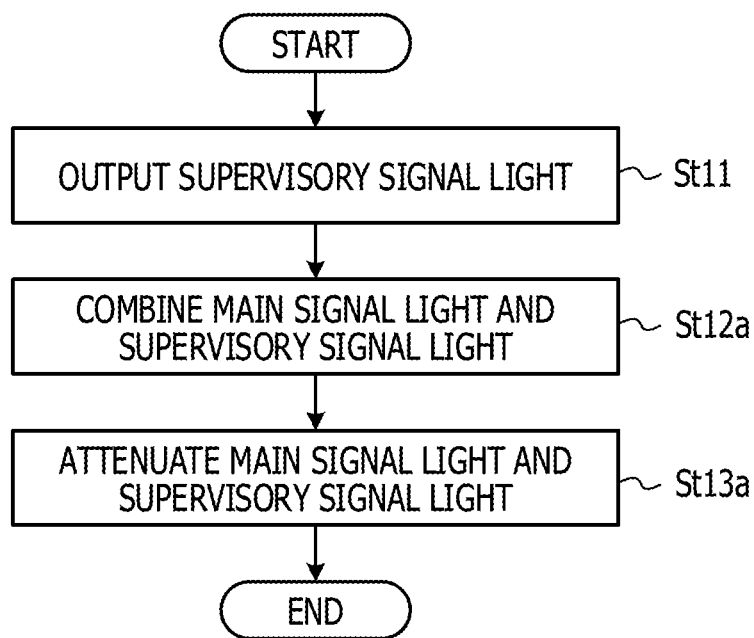 START
OUTPUT SUPERVISORY SIGNAL LIGHT
St11
COMBINE MAIN SIGNAL LIGHT AND
SUPERVISORY SIGNAL LIGHT
St12a
ATTENUATE MAIN SIGNAL LIGHT AND
SUPERVISORY SIGNAL LIGHT
St13a
END